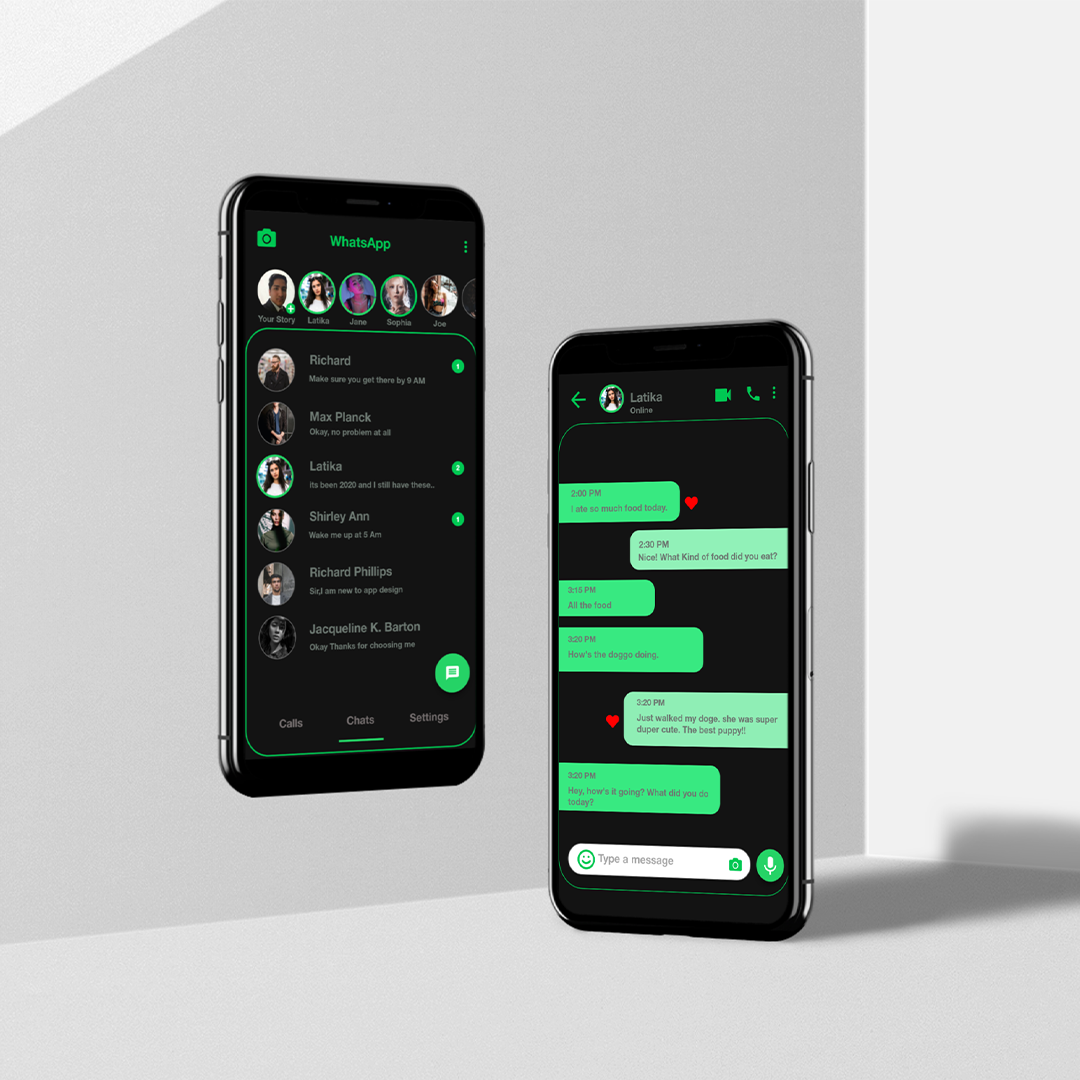 WhatsApp
Your Story
Latika
Jane
Sophia
Joe
Richard
1
Make sure you get there by 9 AM
Max Planck
Okay, no problem at all
Latika
2
its been 2020 and I still have these..
Shirley Ann
1
Wake me up at 5 Am
Richard Phillips
Sir,I am new to app design
Jacqueline K. Barton
Okay Thanks for choosing me
Calls
Chats
Settings
Latika
Online
2:00 PM
I ate so much food today.
2:30 PM
Nice! What Kind of food did you eat?
3:15 PM
All the food
3:20 PM
How's the doggo doing.
3:20 PM
Just walked my doge. she was super
duper cute. The best puppy!!
3:20 PM
Hey, how's it going? What did you do
today?
Type a message